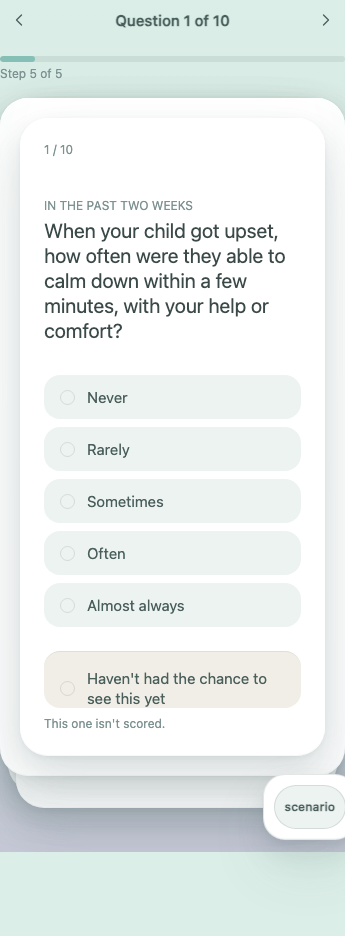 Question 1 of 10
Step 5 of 5
1 / 10
IN THE PAST TWO WEEKS
When your child got upset,
how often were they able to
calm down within a few
minutes, with your help or
comfort?
Never
Rarely
Sometimes
Often
Almost always
Haven't had the chance to
see this yet
This one isn't scored.
scenario